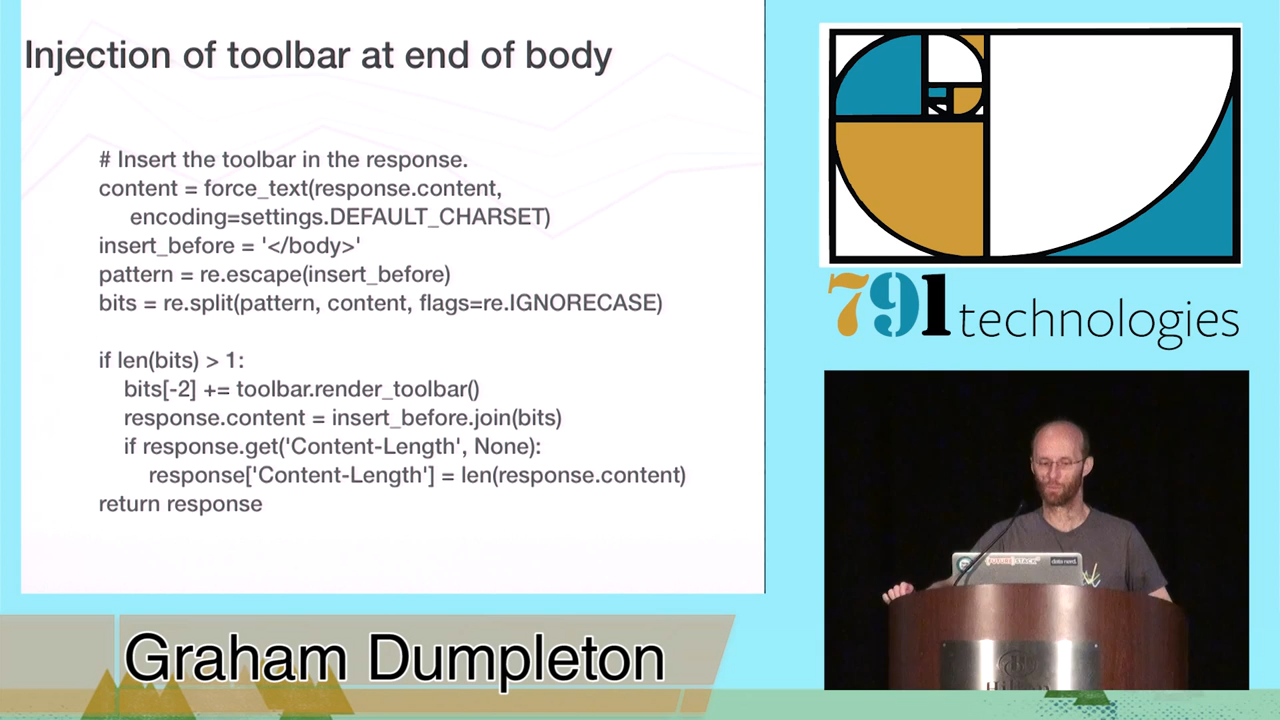 Injection of toolbar at end of body
# Insert the toolbar in the response.
content = force_text(response.content,
encoding=settings.DEFAULT_CHARSET)
insert_before = '</body>'
pattern = re.escape(insert_before)
bits = re.split(pattern, content, flags=re.IGNORECASE)
if len(bits) > 1:
bits[-2] += toolbar.render_toolbar()
response.content = insert_before.join(bits)
if response.get('Content-Length', None):
response['Content-Length'] = len(response.content)
return response
791 technologies
Graham Dumpleton